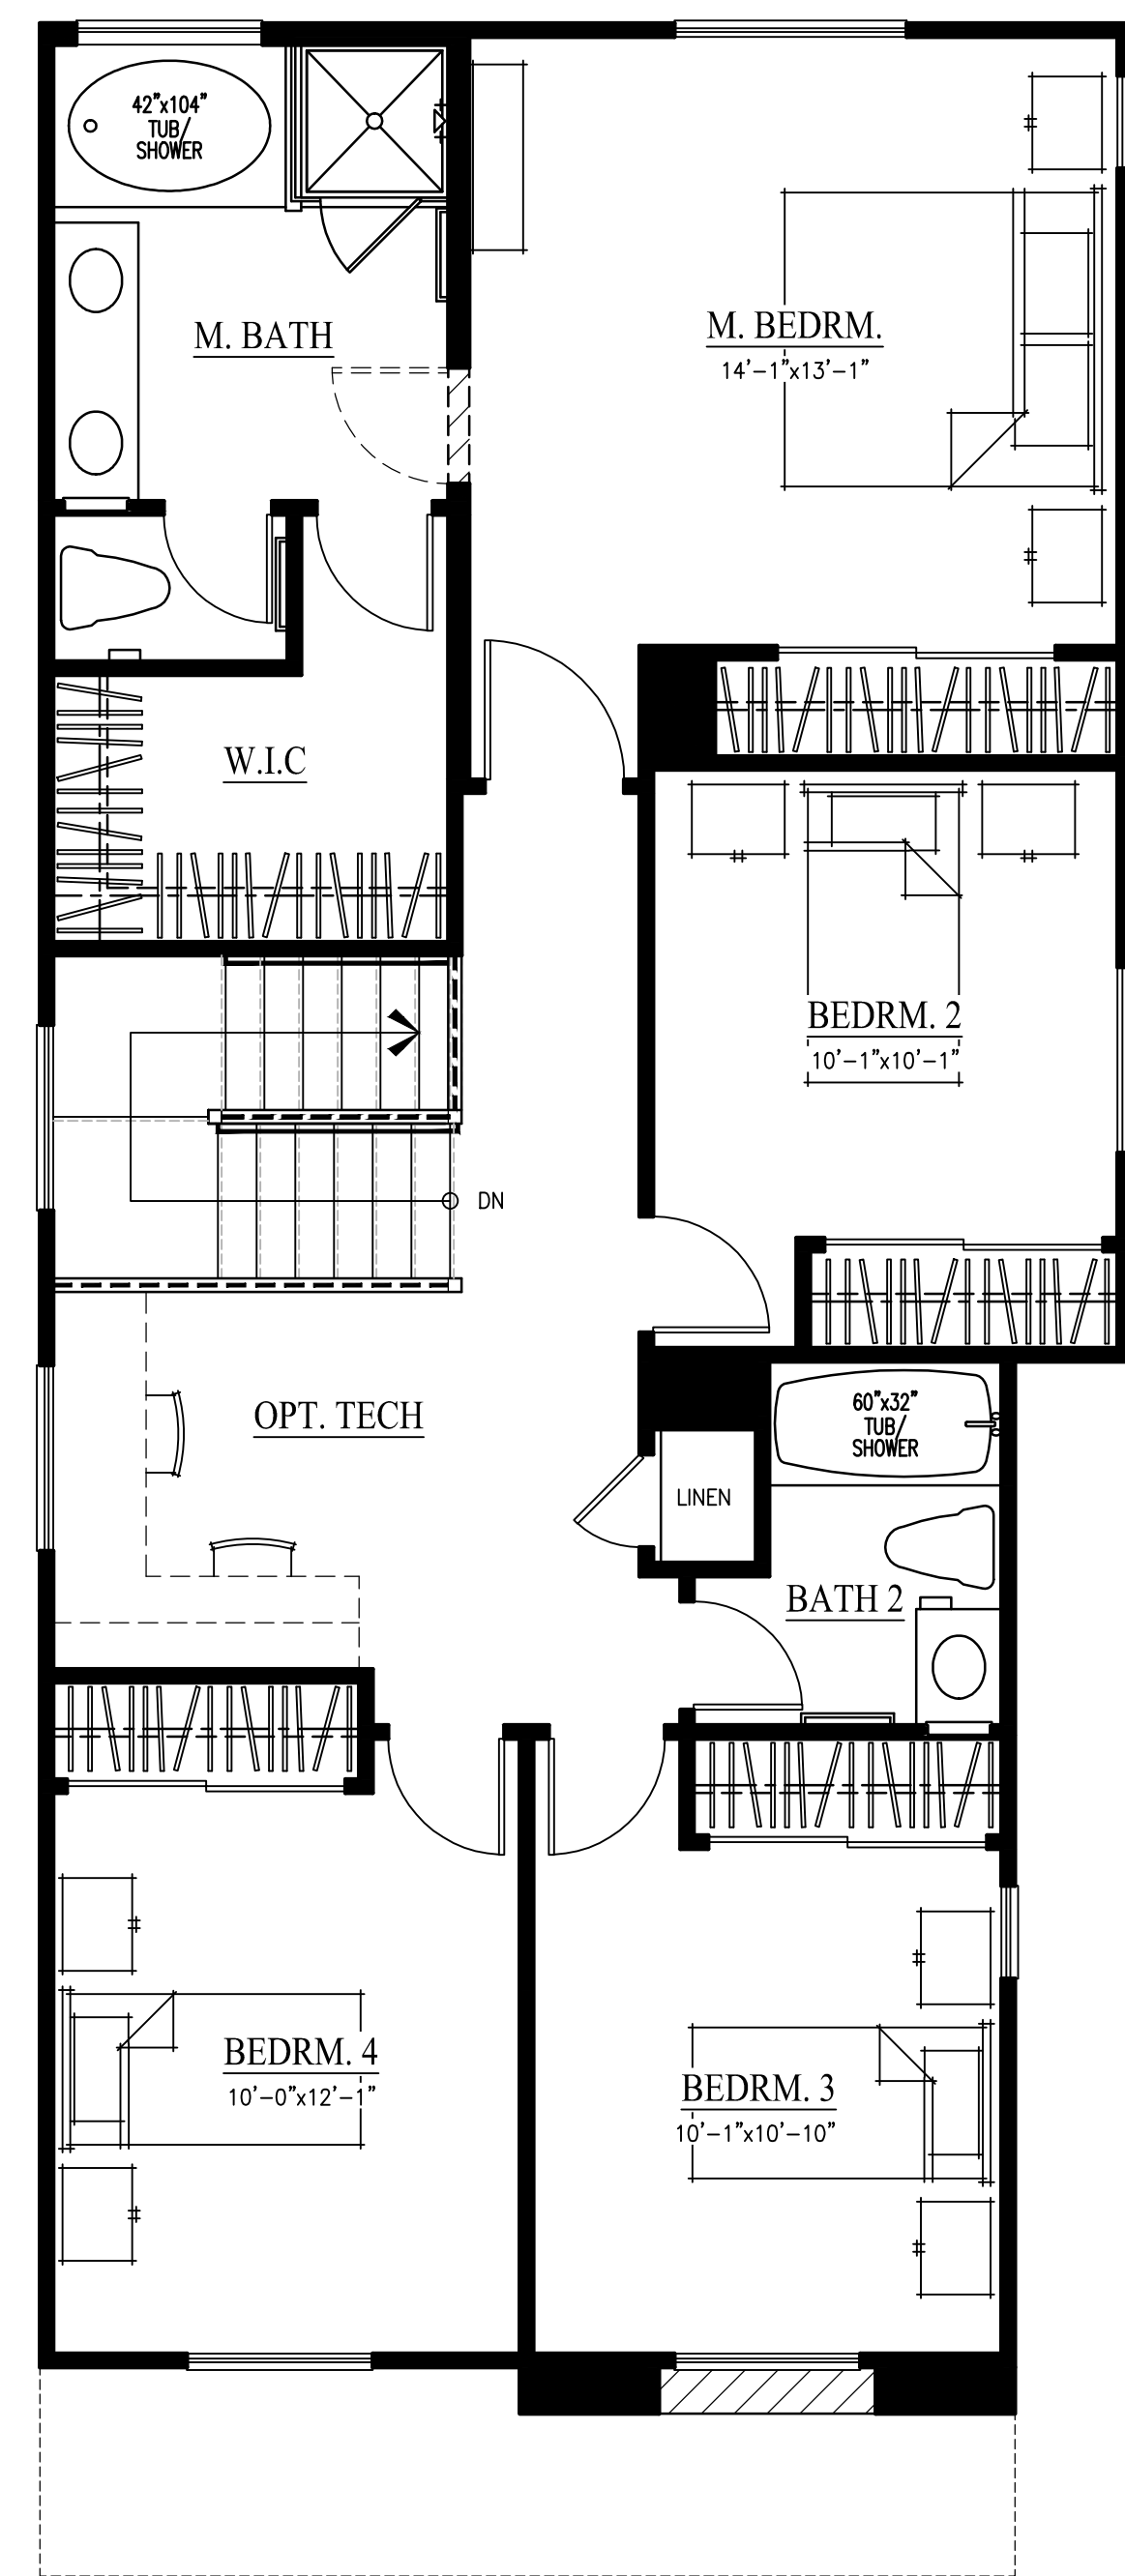 42"x104"
TUB/
SHOWER
M. BATH
M. BEDRM.
14'-1"x13'-1"
W.I.C
BEDRM. 2
10'-1"x10'-1"
DN
OPT. TECH
60"x32"
TUB/
SHOWER
LINEN
BATH 2
BEDRM. 4
10'-0"x12'-1"
BEDRM. 3
10'-1"x10'-10"